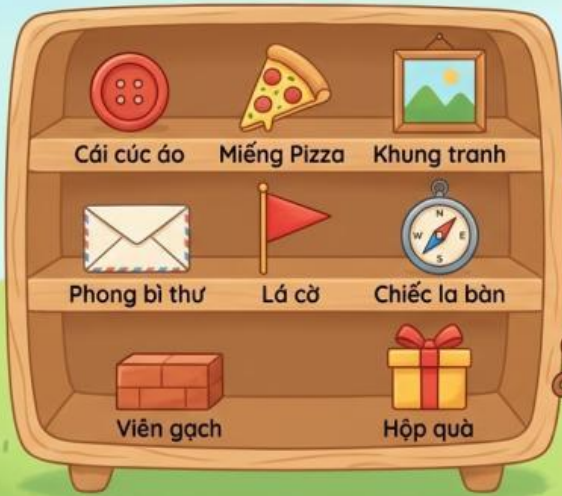 Cái cúc áo Miếng Pizza Khung tranh
N
W E
S
Phong bì thư Lá cờ Chiếc la bàn
Viên gạch Hộp quà